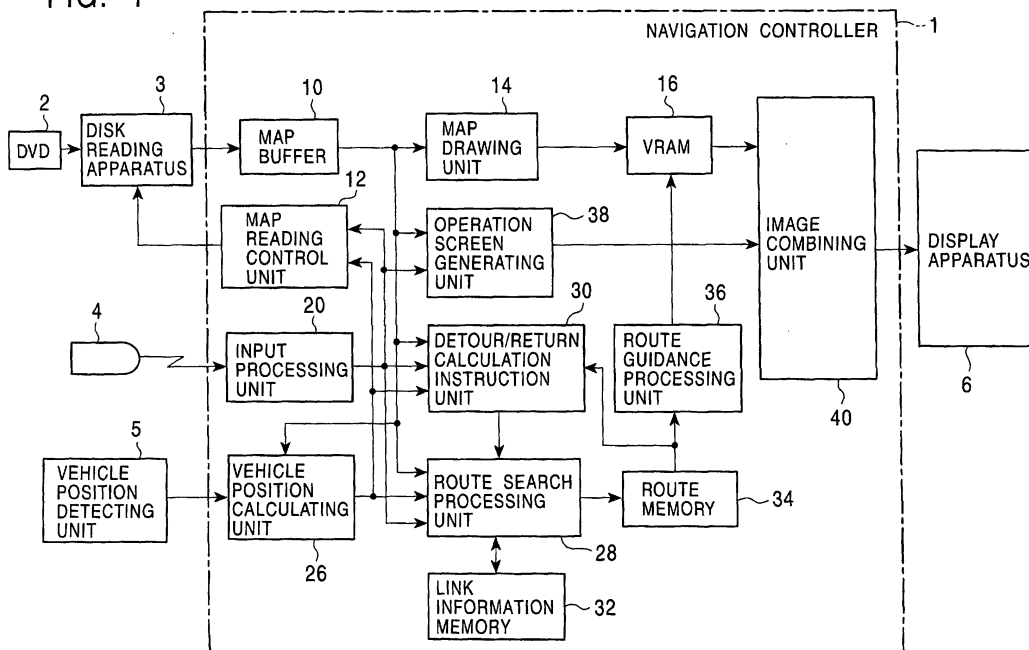 FIG. 1
NAVIGATION CONTROLLER
1
2
DVD
3
DISK
READING
APPARATUS
10
MAP
BUFFER
14
MAP
DRAWING
UNIT
16
VRAM
12
MAP
READING
CONTROL
UNIT
38
OPERATION
SCREEN
GENERATING
UNIT
IMAGE
COMBINING
UNIT
40
DISPLAY
APPARATUS
6
4
20
INPUT
PROCESSING
UNIT
30
DETOUR/RETURN
CALCULATION
INSTRUCTION
UNIT
36
ROUTE
GUIDANCE
PROCESSING
UNIT
5
VEHICLE
POSITION
DETECTING
UNIT
VEHICLE
POSITION
CALCULATING
UNIT
26
ROUTE SEARCH
PROCESSING
UNIT
28
ROUTE
MEMORY
34
LINK
INFORMATION
MEMORY
32